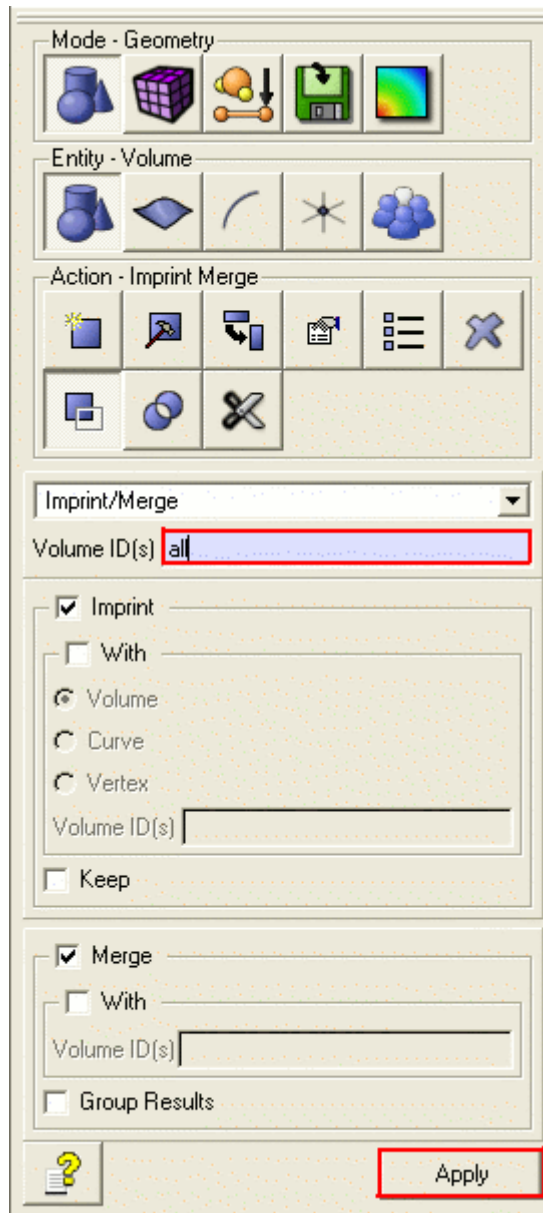 Mode - Geometry
Entity - Volume
Action - Imprint Merge
Imprint/Merge
Volume ID(s) all
Imprint
With
Volume
Curve
Vertex
Volume ID(s)
Keep
Merge
With
Volume ID(s)
Group Results
Apply